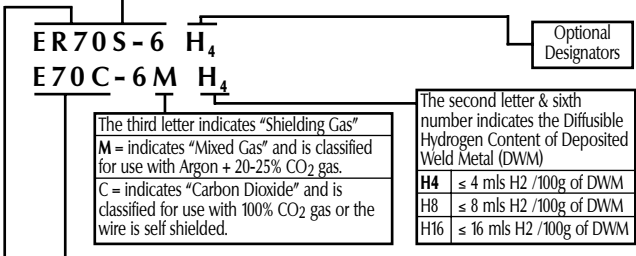 ER70S-6 H4
E70C-6M H4
Optional
Designators
The third letter indicates "Shielding Gas"
M = indicates "Mixed Gas" and is classified
for use with Argon + 20-25% CO2 gas.
C = indicates "Carbon Dioxide" and is
classified for use with 100% CO2 gas or the
wire is self shielded.
The second letter & sixth
number indicates the Diffusible
Hydrogen Content of Deposited
Weld Metal (DWM)
H4 ≤ 4 mls H2 /100g of DWM
H8 ≤ 8 mls H2 /100g of DWM
H16 ≤ 16 mls H2 /100g of DWM